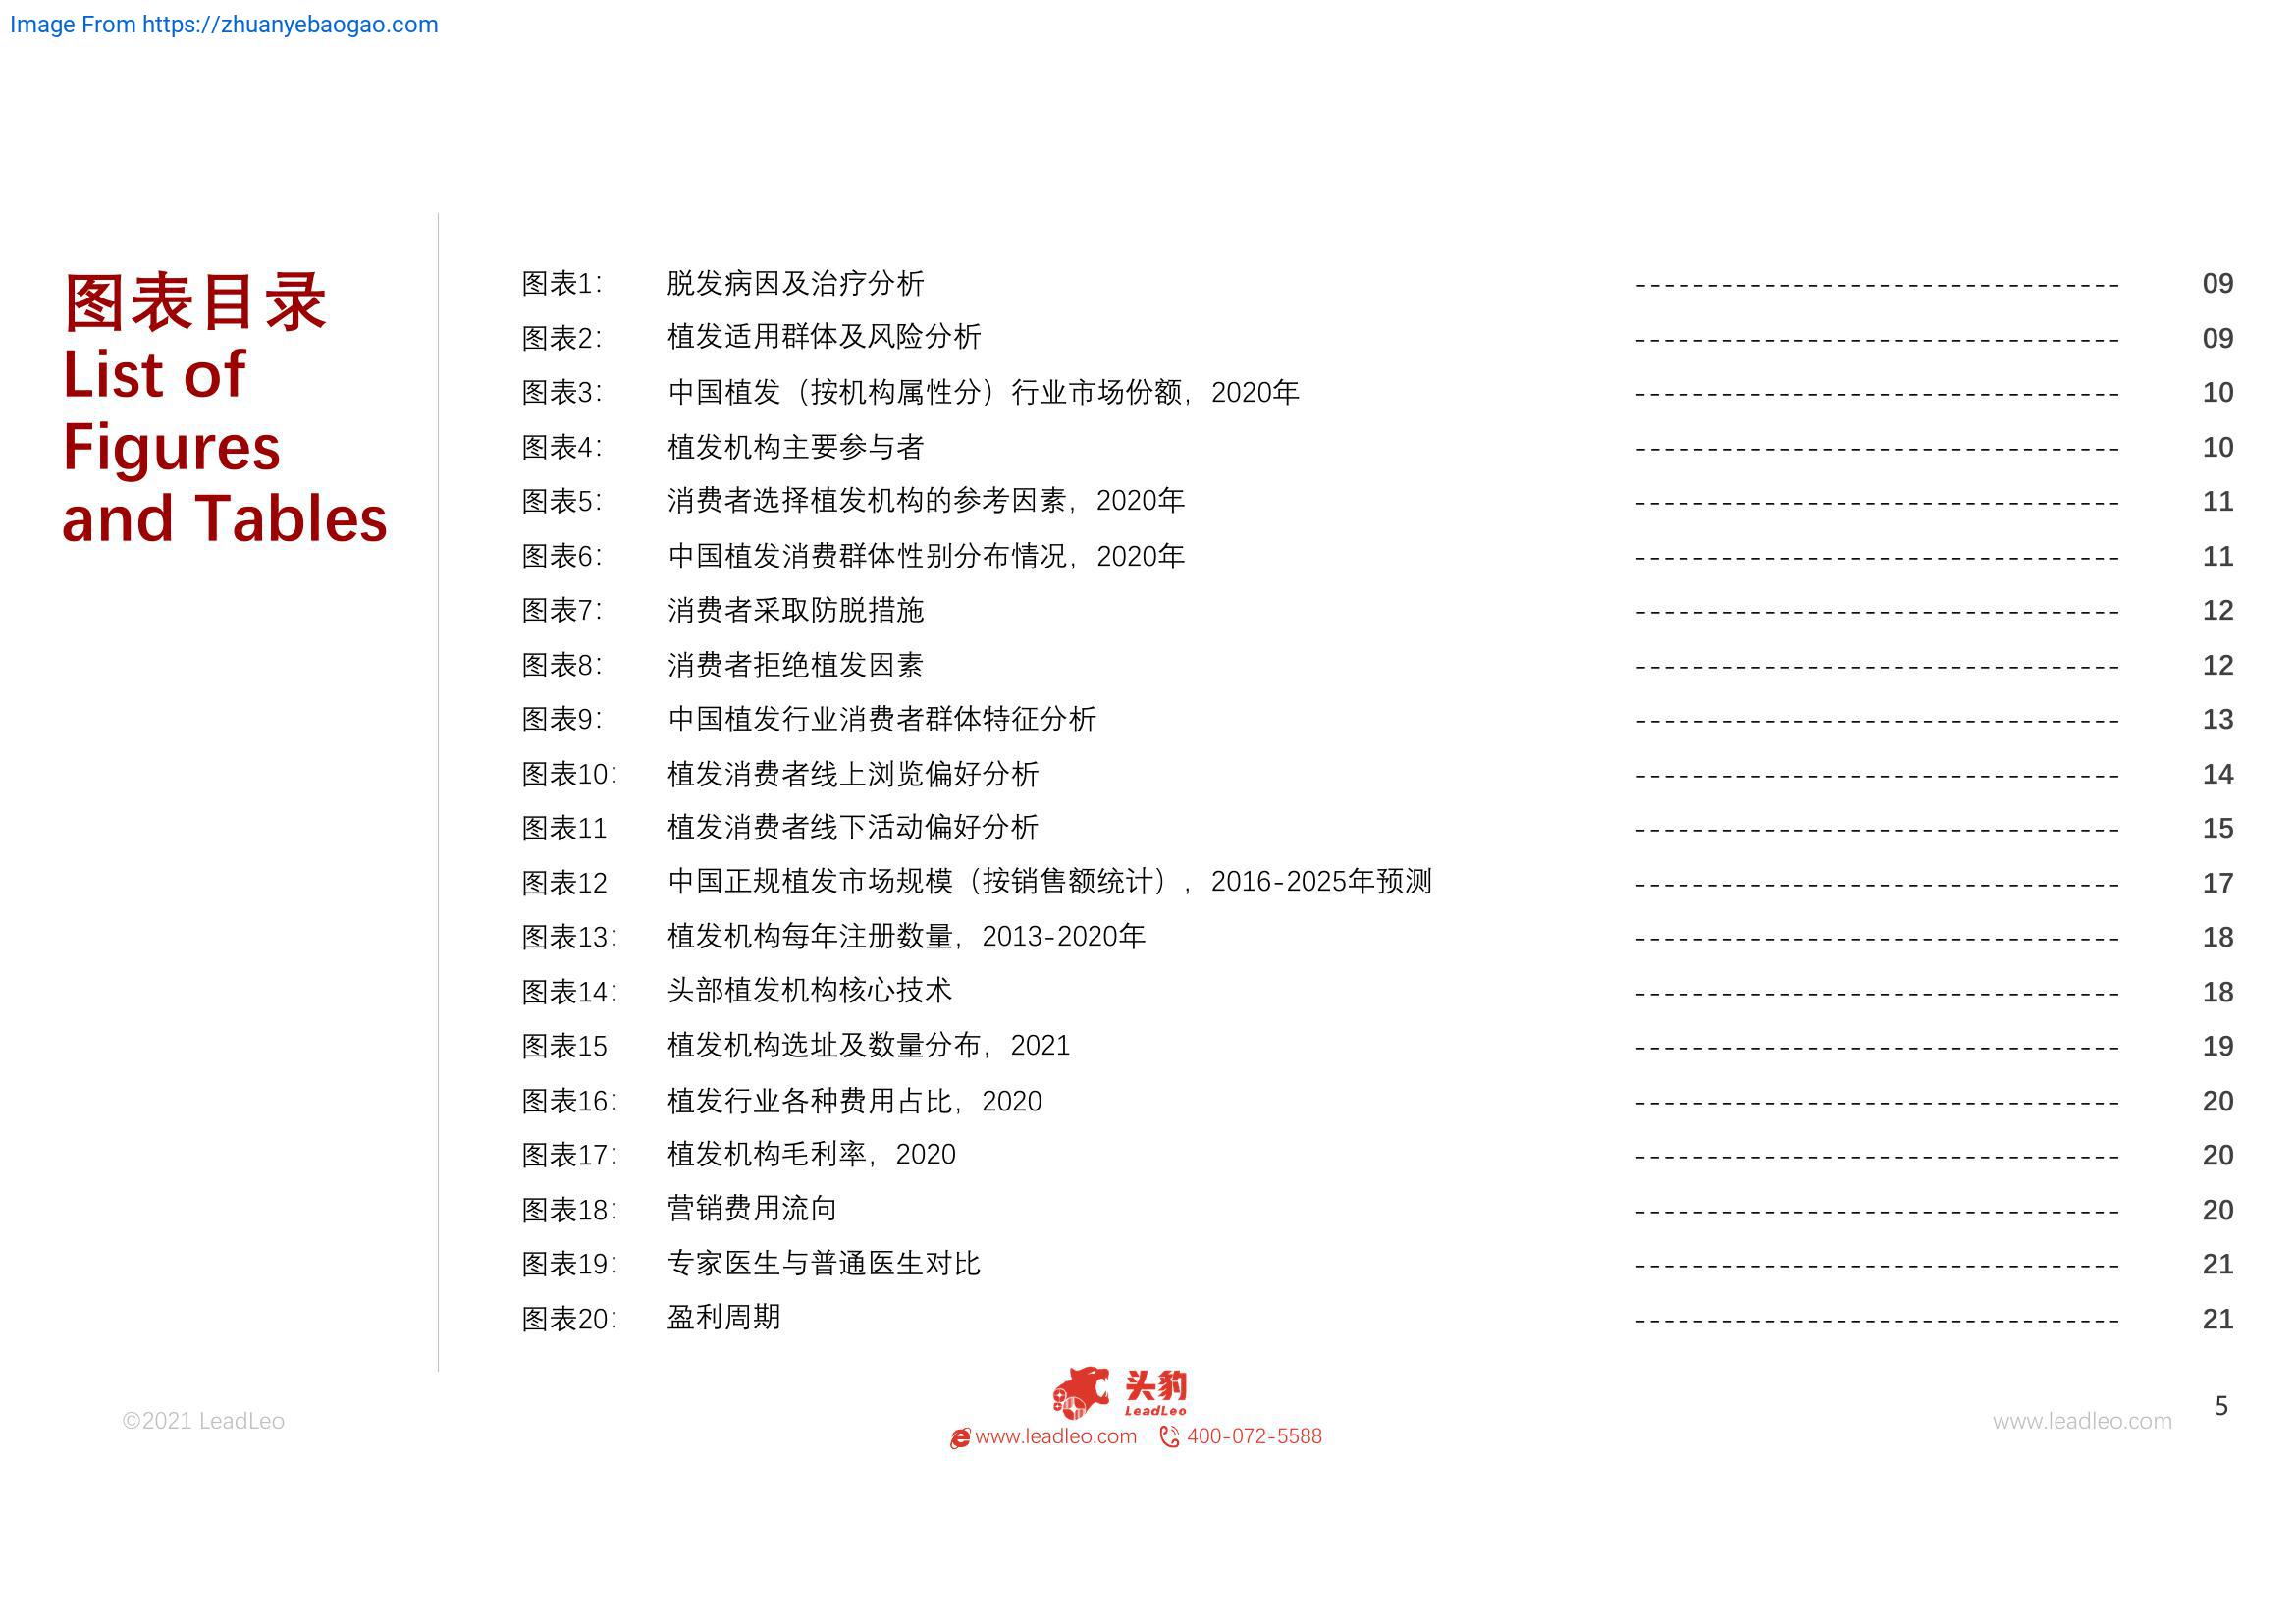 Image From https://zhuanyebaogao.com
图表目录
List of
Figures
and Tables
图表1: 脱发病因及治疗分析 ---------------------------------- 09
图表2: 植发适用群体及风险分析 ---------------------------------- 09
图表3: 中国植发（按机构属性分）行业市场份额，2020年 ---------------------------------- 10
图表4: 植发机构主要参与者 ---------------------------------- 10
图表5: 消费者选择植发机构的参考因素，2020年 ---------------------------------- 11
图表6: 中国植发消费群体性别分布情况，2020年 ---------------------------------- 11
图表7: 消费者采取防脱措施 ---------------------------------- 12
图表8: 消费者拒绝植发因素 ---------------------------------- 12
图表9: 中国植发行业消费者群体特征分析 ---------------------------------- 13
图表10: 植发消费者线上浏览偏好分析 ---------------------------------- 14
图表11 植发消费者线下活动偏好分析 ---------------------------------- 15
图表12 中国正规植发市场规模（按销售额统计），2016-2025年预测 ---------------------------------- 17
图表13: 植发机构每年注册数量，2013-2020年 ---------------------------------- 18
图表14: 头部植发机构核心技术 ---------------------------------- 18
图表15 植发机构选址及数量分布，2021 ---------------------------------- 19
图表16: 植发行业各种费用占比，2020 ---------------------------------- 20
图表17: 植发机构毛利率，2020 ---------------------------------- 20
图表18: 营销费用流向 ---------------------------------- 20
图表19: 专家医生与普通医生对比 ---------------------------------- 21
图表20: 盈利周期 ---------------------------------- 21
©2021 LeadLeo
头豹
LeadLeo
www.leadleo.com 400-072-5588
www.leadleo.com
5